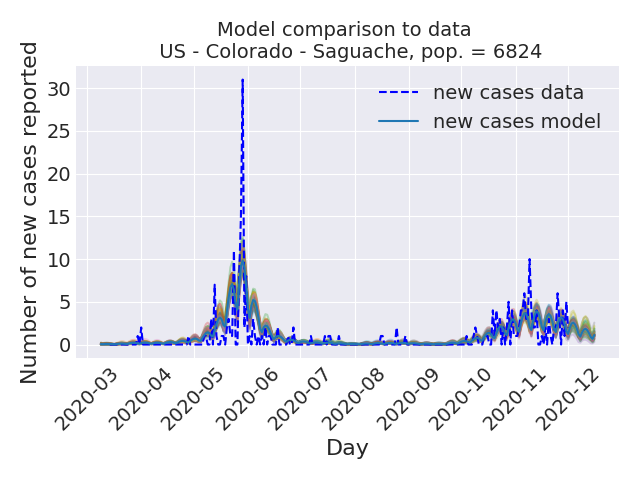 Model comparison to data
US - Colorado - Saguache, pop. = 6824
Number of new cases reported
30
25
20
15
10
5
0
new cases data
new cases model
2020-03
2020-04
2020-05
2020-06
2020-07
2020-08
2020-09
2020-10
2020-11
2020-12
Day